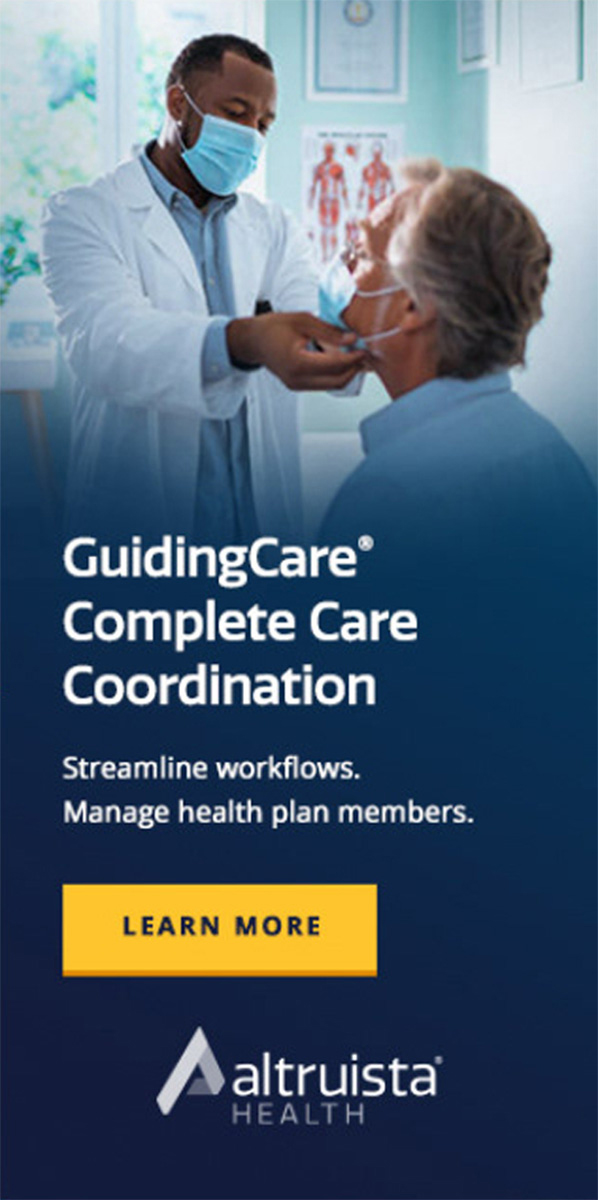 GuidingCare®
Complete Care
Coordination
Streamline workflows.
Manage health plan members.
LEARN MORE
altruista®
HEALTH